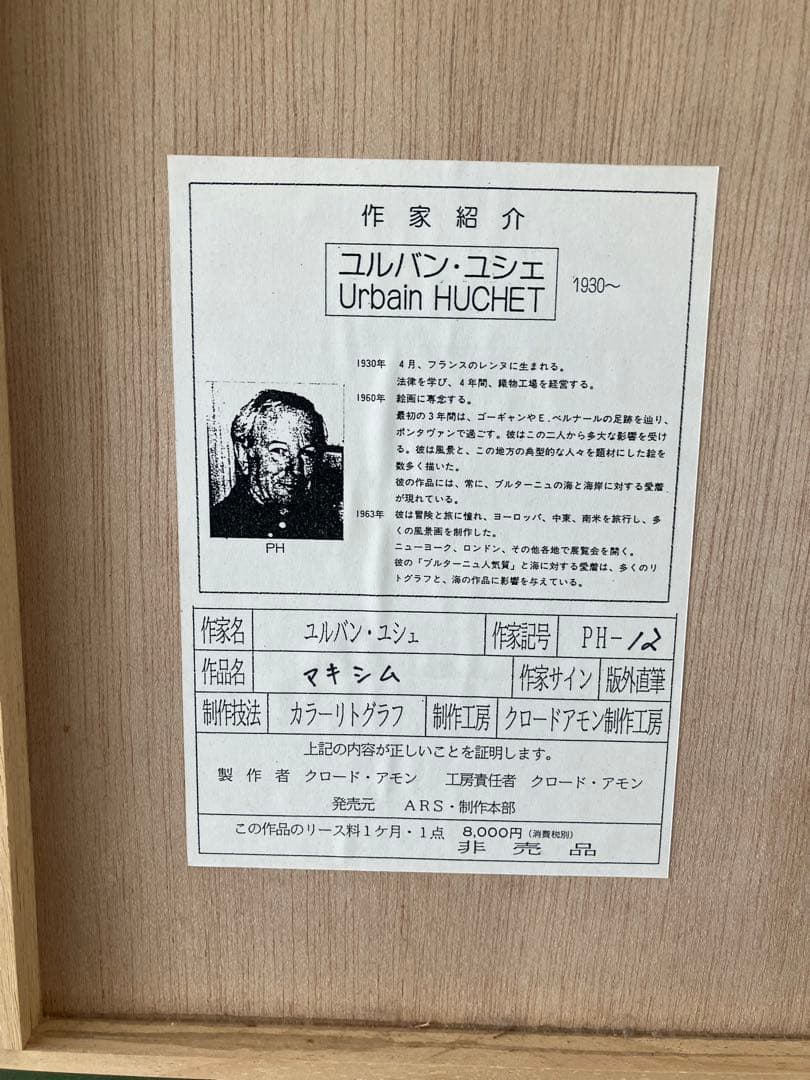 作家紹介
ユルバン・ユシェ
Urbain HUCHET
1930〜
1930年 4月、フランスのレンヌに生まれる。
法律を学び、4年間、織物工場を経営する。
1960年 絵画に専念する。
最初の3年間は、ゴーギャンやE.ベルナールの足跡を辿り、
ポンタヴァンで過ごす。彼はこの二人から多大な影響を受け
る。彼は風景と、この地方の典型的な人々を題材にした絵を
数多く描いた。
彼の作品には、常に、ブルターニュの海と海岸に対する愛着
が現れている。
1963年 彼は冒険と旅に憧れ、ヨーロッパ、中東、南米を旅行し、多
くの風景画を制作した。
ニューヨーク、ロンドン、その他各地で展覧会を開く。
彼の「ブルターニュ人気質」と海に対する愛着は、多くのリ
トグラフと、海の作品に影響を与えている。
PH
作家名 ユルバン・ユシェ 作家記号 PH-12
作品名 マキシム 作家サイン 版外直筆
制作技法 カラーリトグラフ 制作工房 クロードアモン制作工房
上記の内容が正しいことを証明します。
製作者 クロード・アモン 工房責任者 クロード・アモン
発売元 ARS・制作本部
この作品のリース料1ケ月・1点 8,000円(消費税別)
非売品